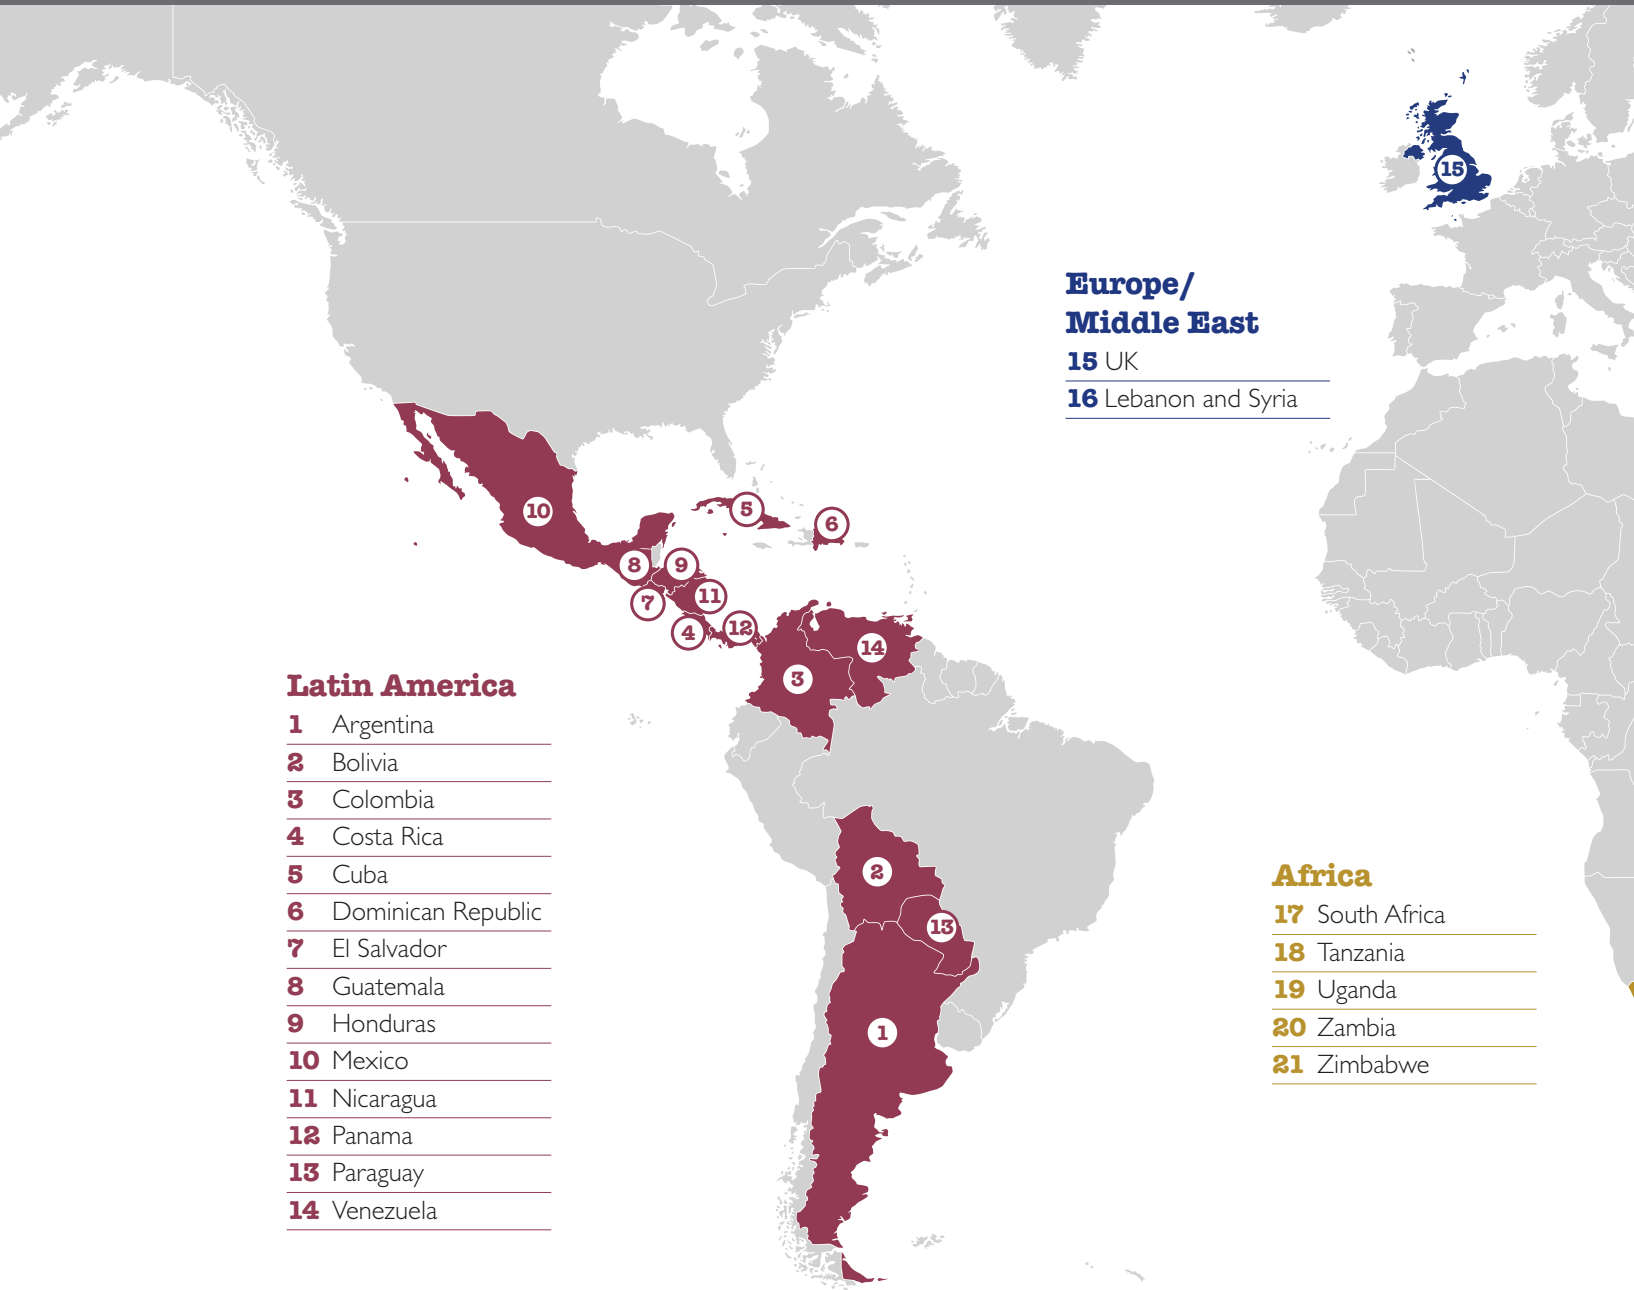 15
Europe/
Middle East
15 UK
16 Lebanon and Syria
10
5
6
8
9
7
11
4
12
14
3
2
13
1
Latin America
1 Argentina
2 Bolivia
3 Colombia
4 Costa Rica
5 Cuba
6 Dominican Republic
7 El Salvador
8 Guatemala
9 Honduras
10 Mexico
11 Nicaragua
12 Panama
13 Paraguay
14 Venezuela
Africa
17 South Africa
18 Tanzania
19 Uganda
20 Zambia
21 Zimbabwe